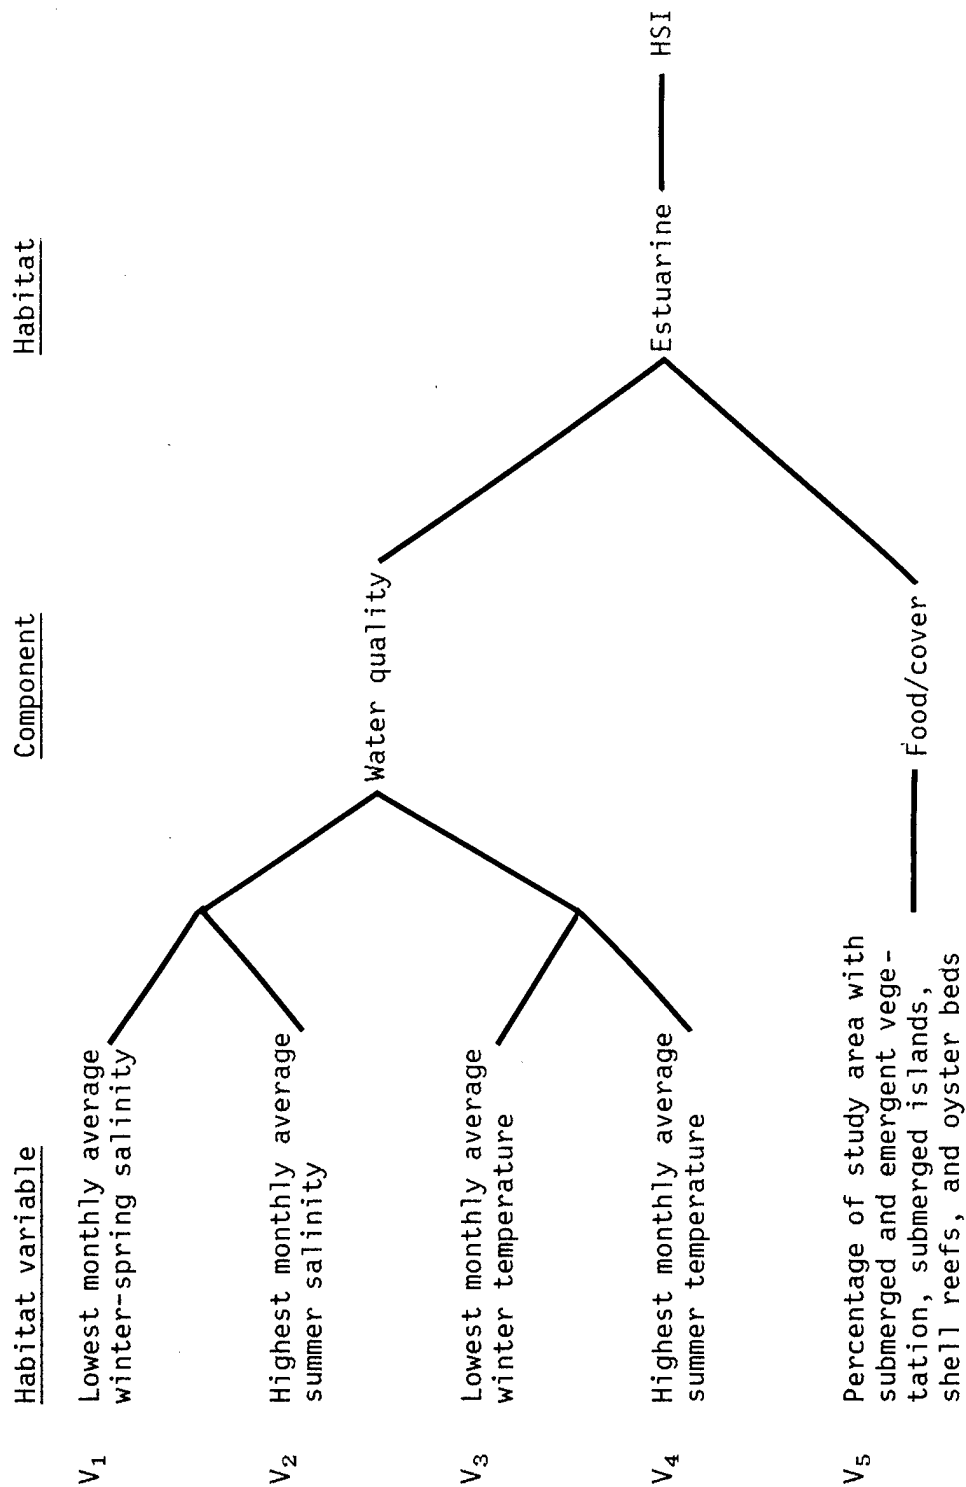 Habitat variable
Component
Habitat
V₁
Lowest monthly average
winter-spring salinity
V₂
Highest monthly average
summer salinity
Water quality
V₃
Lowest monthly average
winter temperature
V₄
Highest monthly average
summer temperature
Estuarine
HSI
V₅
Percentage of study area with
submerged and emergent vege-
tation, submerged islands,
shell reefs, and oyster beds
Food/cover